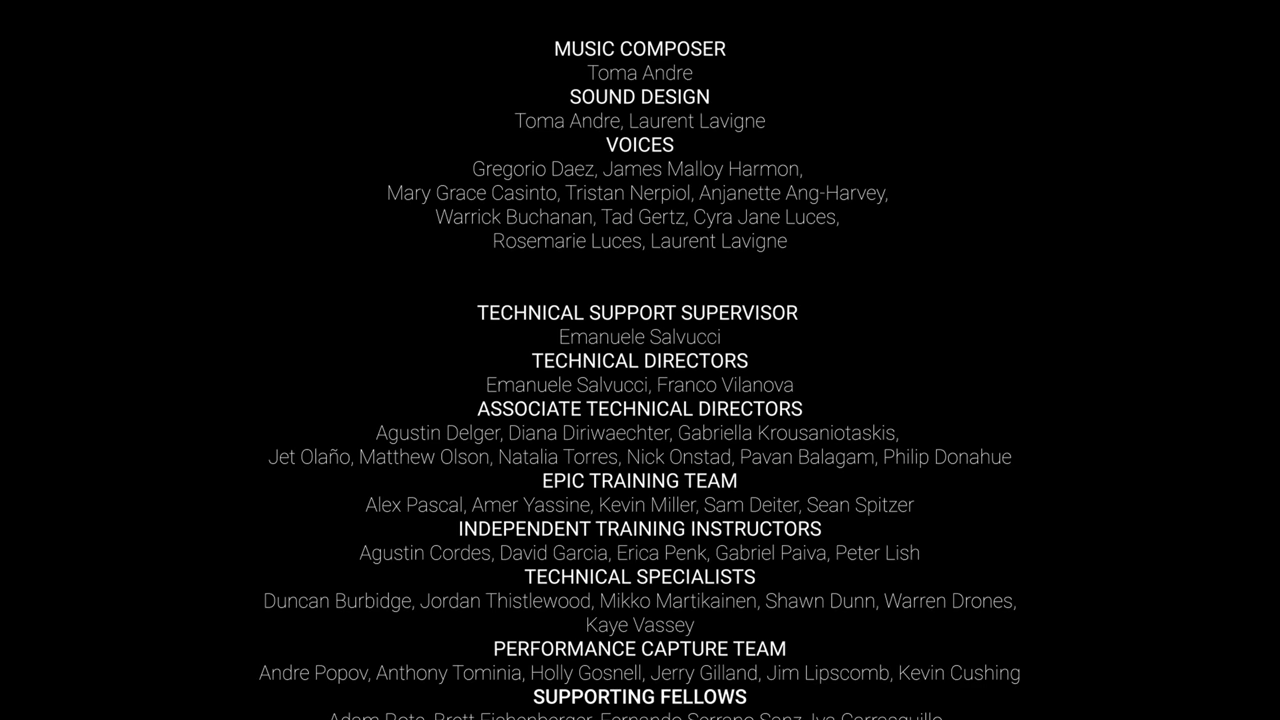 MUSIC COMPOSER
Toma Andre
SOUND DESIGN
Toma Andre, Laurent Lavigne
VOICES
Gregorio Daez, James Malloy Harmon,
Mary Grace Casinto, Tristan Nerpiol, Anjanette Ang-Harvey,
Warrick Buchanan, Tad Gertz, Cyra Jane Luces,
Rosemarie Luces, Laurent Lavigne
TECHNICAL SUPPORT SUPERVISOR
Emanuele Salvucci
TECHNICAL DIRECTORS
Emanuele Salvucci, Franco Vilanova
ASSOCIATE TECHNICAL DIRECTORS
Agustin Delger, Diana Diriwaechter, Gabriella Krousaniotaskis,
Jet Olaño, Matthew Olson, Natalia Torres, Nick Onstad, Pavan Balagam, Philip Donahue
EPIC TRAINING TEAM
Alex Pascal, Amer Yassine, Kevin Miller, Sam Deiter, Sean Spitzer
INDEPENDENT TRAINING INSTRUCTORS
Agustin Cordes, David Garcia, Erica Penk, Gabriel Paiva, Peter Lish
TECHNICAL SPECIALISTS
Duncan Burbidge, Jordan Thistlewood, Mikko Martikainen, Shawn Dunn, Warren Drones,
Kaye Vassey
PERFORMANCE CAPTURE TEAM
Andre Popov, Anthony Tominia, Holly Gosnell, Jerry Gilland, Jim Lipscomb, Kevin Cushing
SUPPORTING FELLOWS